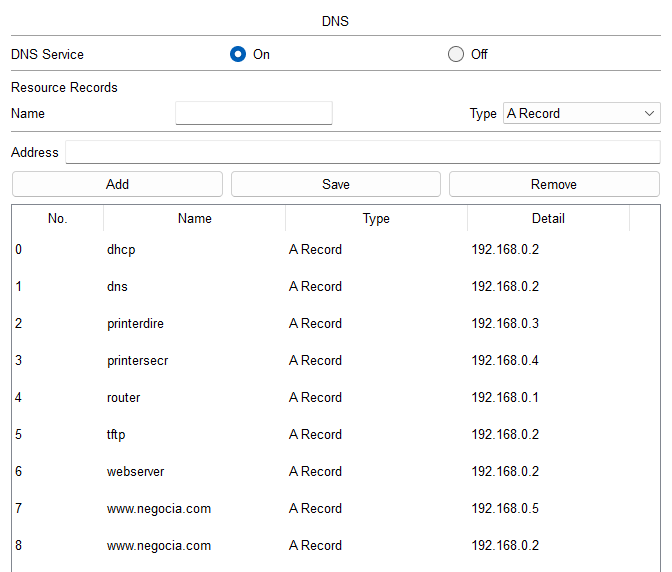 DNS
DNS Service On Off
Resource Records
Name Type A Record
Address
Add Save Remove
No. Name Type Detail
0 dhcp A Record 192.168.0.2
1 dns A Record 192.168.0.2
2 printerdire A Record 192.168.0.3
3 printersecr A Record 192.168.0.4
4 router A Record 192.168.0.1
5 tftp A Record 192.168.0.2
6 webserver A Record 192.168.0.2
7 www.negocia.com A Record 192.168.0.5
8 www.negocia.com A Record 192.168.0.2